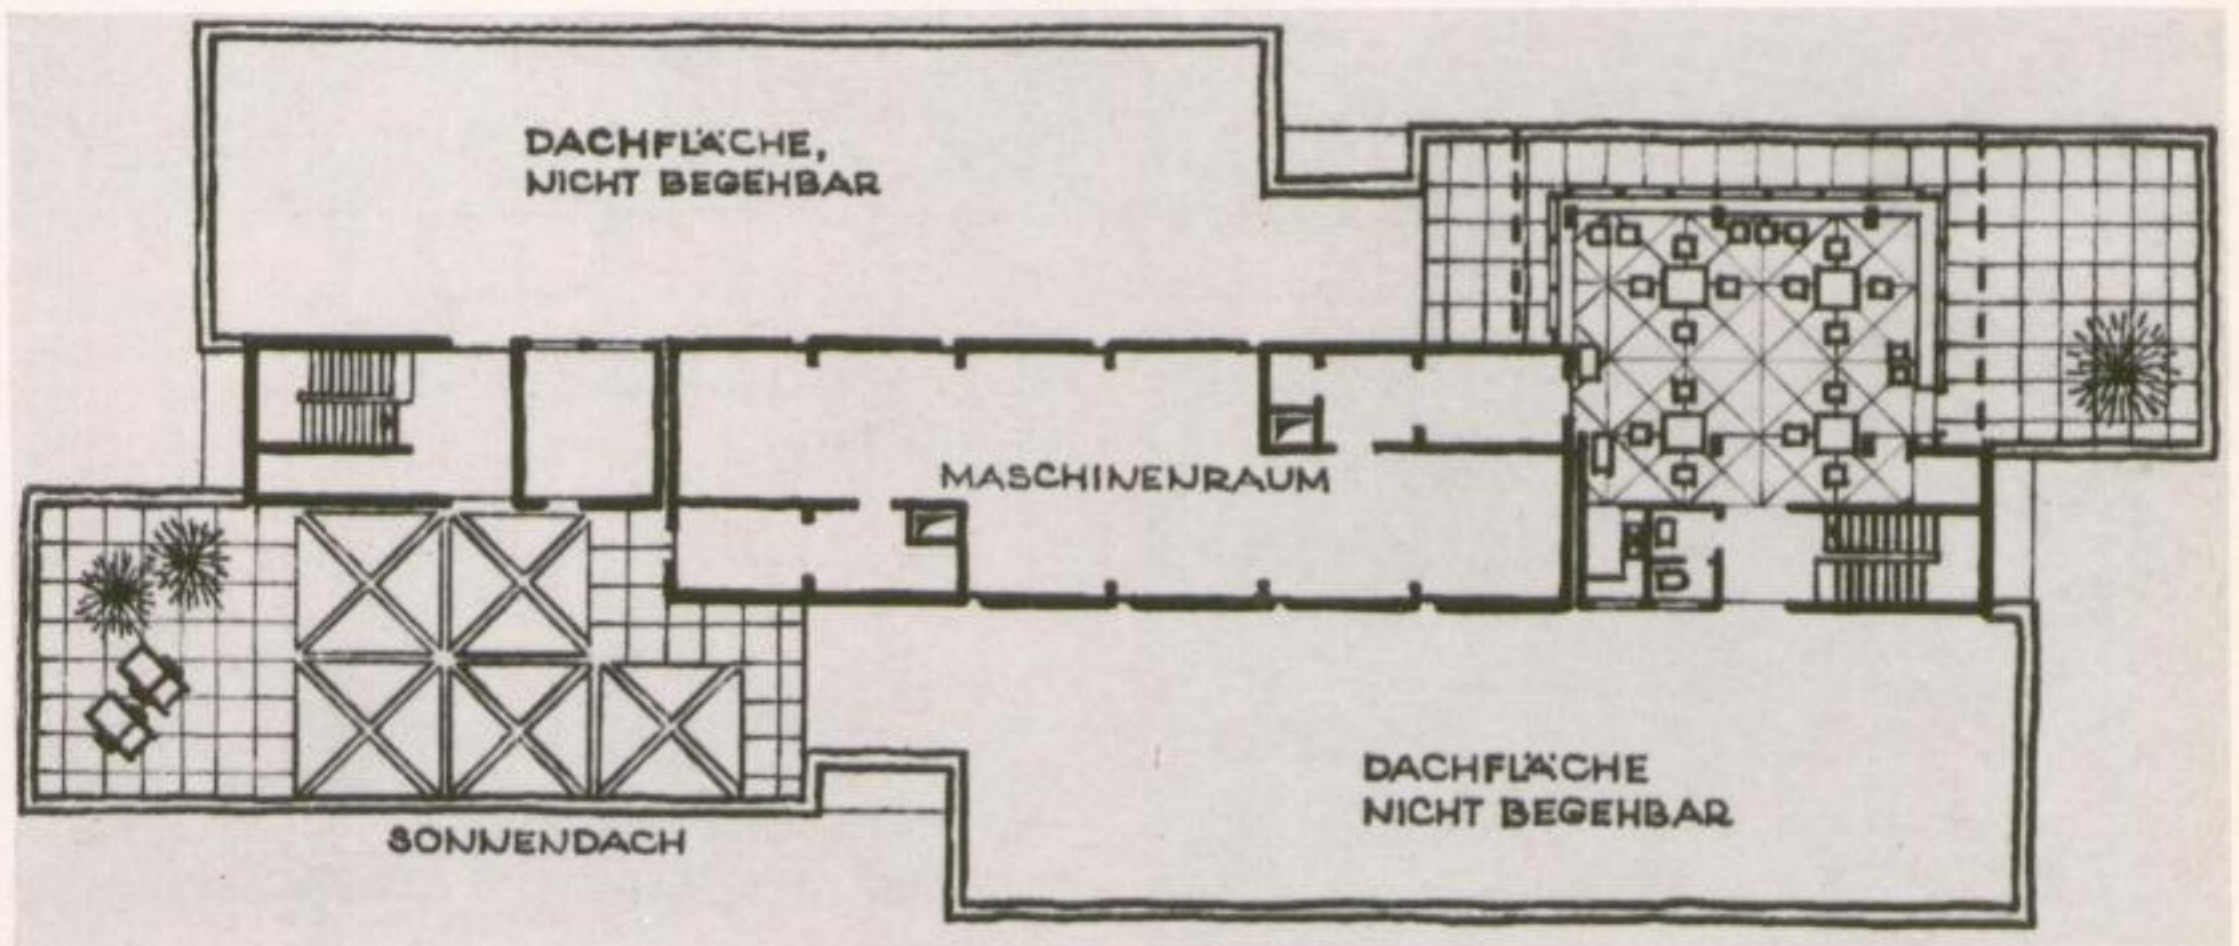 DACHFLÄCHE,
NICHT BEGEHBAR
MASCHINENRAUM
DACHFLÄCHE
NICHT BEGEHBAR
SONNENDACH